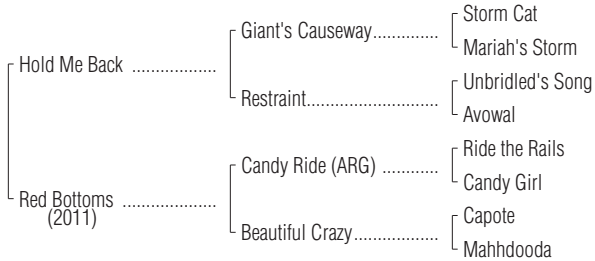 Storm Cat
Giant's Causeway..............
Mariah's Storm
Hold Me Back ...................
Unbridled's Song
Restraint............................
Avowal
Ride the Rails
Candy Ride (ARG) ............
Candy Girl
Red Bottoms .....................
(2011)
Capote
Beautiful Crazy..................
Mahhdooda